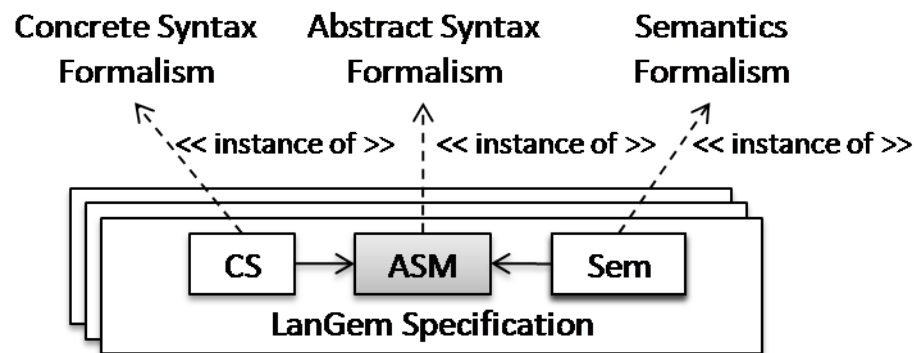 Concrete Syntax Formalism
Abstract Syntax Formalism
Semantics Formalism
<< instance of >>
<< instance of >>
<< instance of >>
CS
ASM
Sem
LanGem Specification